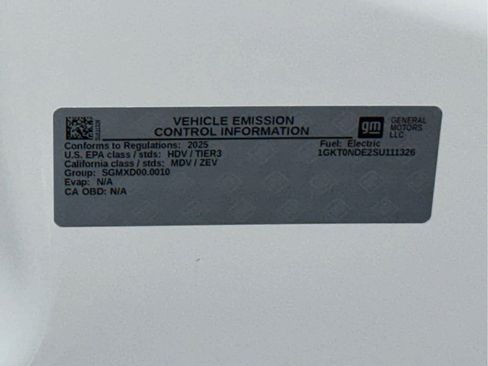 VEHICLE EMISSION
CONTROL INFORMATION
gm GENERAL
MOTORS
LLC
Conforms to Regulations: 2025
Fuel: Electric
U.S. EPA class / stds: HDV / TIER3
1GKT0NDE2SU111326
California class / stds: MDV / ZEV
Group: SGMXD00.0010
Evap: N/A
CA OBD: N/A